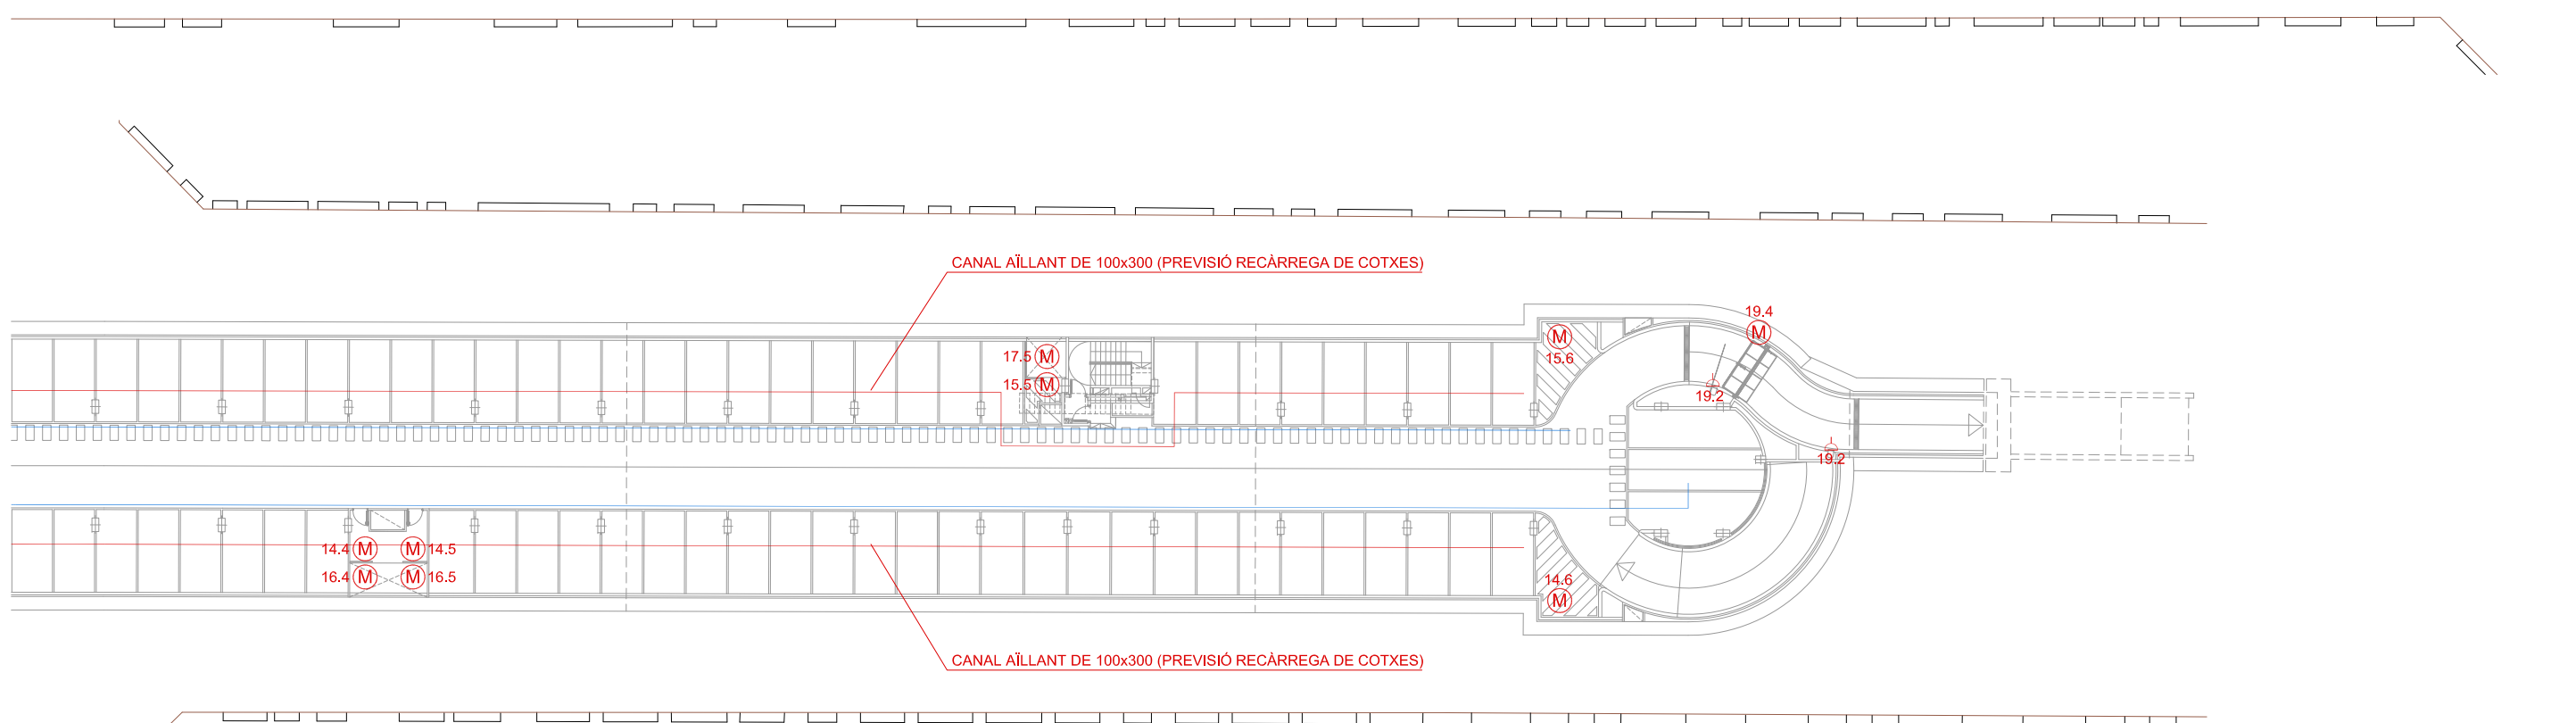 CANAL AÏLLANT DE 100x300 (PREVISIÓ RECÀRREGA DE COTXES)
19.4
M
M
15.6
17.5 M
15.5 M
19.2
19.2
14.4 M M 14.5
16.4 M M 16.5
14.6
M
CANAL AÏLLANT DE 100x300 (PREVISIÓ RECÀRREGA DE COTXES)